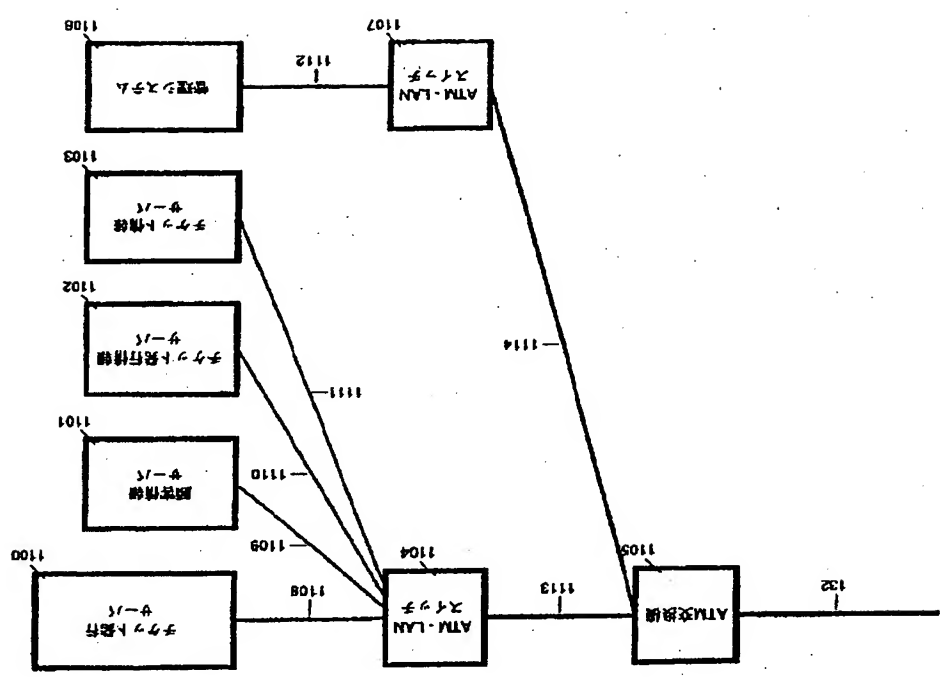 132
1105
ATM交換機
1113
1104
ATM-LAN
スイッチ
1108
1100
チケット発行
サーバ
1109
1101
顧客情報
サーバ
1110
1102
チケット発行情報
サーバ
1111
1103
チケット情報
サーバ
1114
1107
ATM-LAN
スイッチ
1112
1106
管理システム